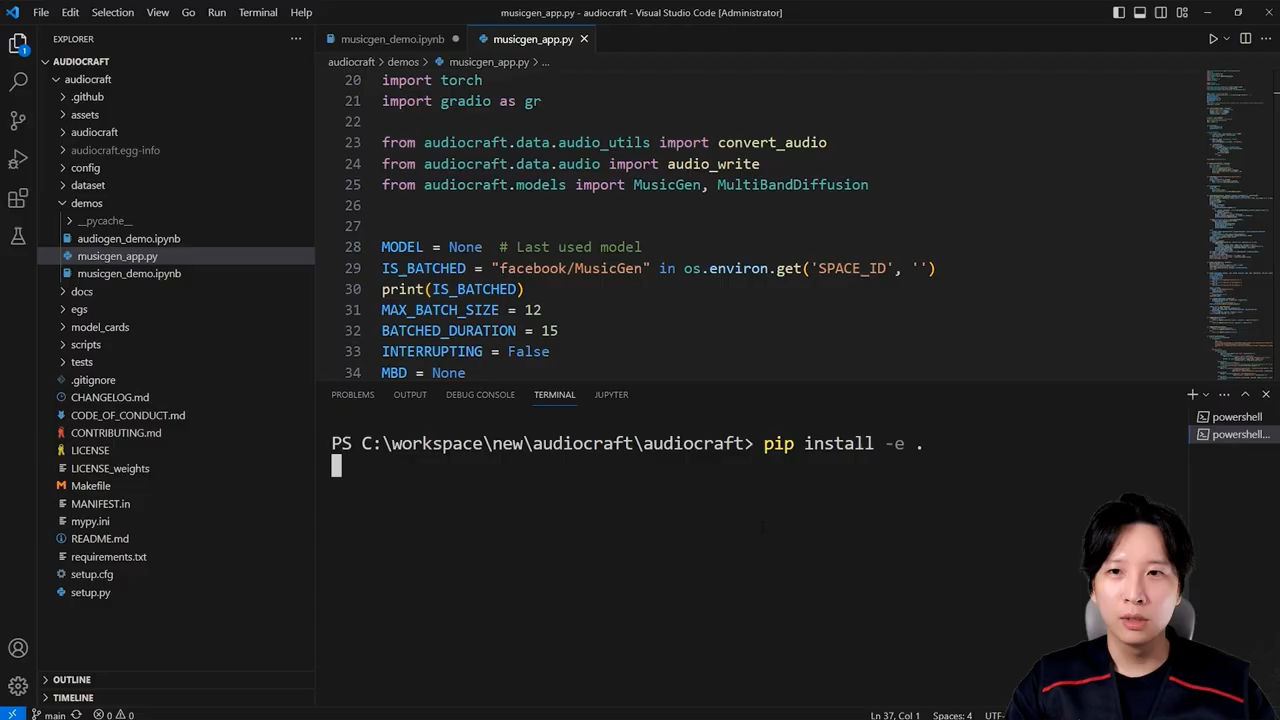 File Edit Selection View Go Run Terminal Help
musicgen_app.py - audiocraft - Visual Studio Code [Administrator]
EXPLORER
musicgen_demo.ipynb
musicgen_app.py
AUDIOCRAFT
audiocraft > demos > musicgen_app.py > ...
audiocraft
.github
assets
audiocraft
audiocraft.egg-info
config
dataset
demos
__pycache__
audiogen_demo.ipynb
musicgen_app.py
musicgen_demo.ipynb
docs
egs
model_cards
scripts
tests
.gitignore
CHANGELOG.md
CODE_OF_CONDUCT.md
CONTRIBUTING.md
LICENSE
LICENSE_weights
Makefile
MANIFEST.in
mypy.ini
README.md
requirements.txt
setup.cfg
setup.py
OUTLINE
TIMELINE
20 import torch
21 import gradio as gr
22
23 from audiocraft.data.audio_utils import convert_audio
24 from audiocraft.data.audio import audio_write
25 from audiocraft.models import MusicGen, MultiBandDiffusion
26
27
28 MODEL = None # Last used model
29 IS_BATCHED = "facebook/MusicGen" in os.environ.get('SPACE_ID', '')
30 print(IS_BATCHED)
31 MAX_BATCH_SIZE = 12
32 BATCHED_DURATION = 15
33 INTERRUPTING = False
34 MBD = None
PROBLEMS OUTPUT DEBUG CONSOLE TERMINAL JUPYTER
powershell
powershell...
PS C:\workspace\new\audiocraft\audiocraft> pip install -e .
1
main 0 0
Ln 37, Col 1 Spaces: 4 UTF-